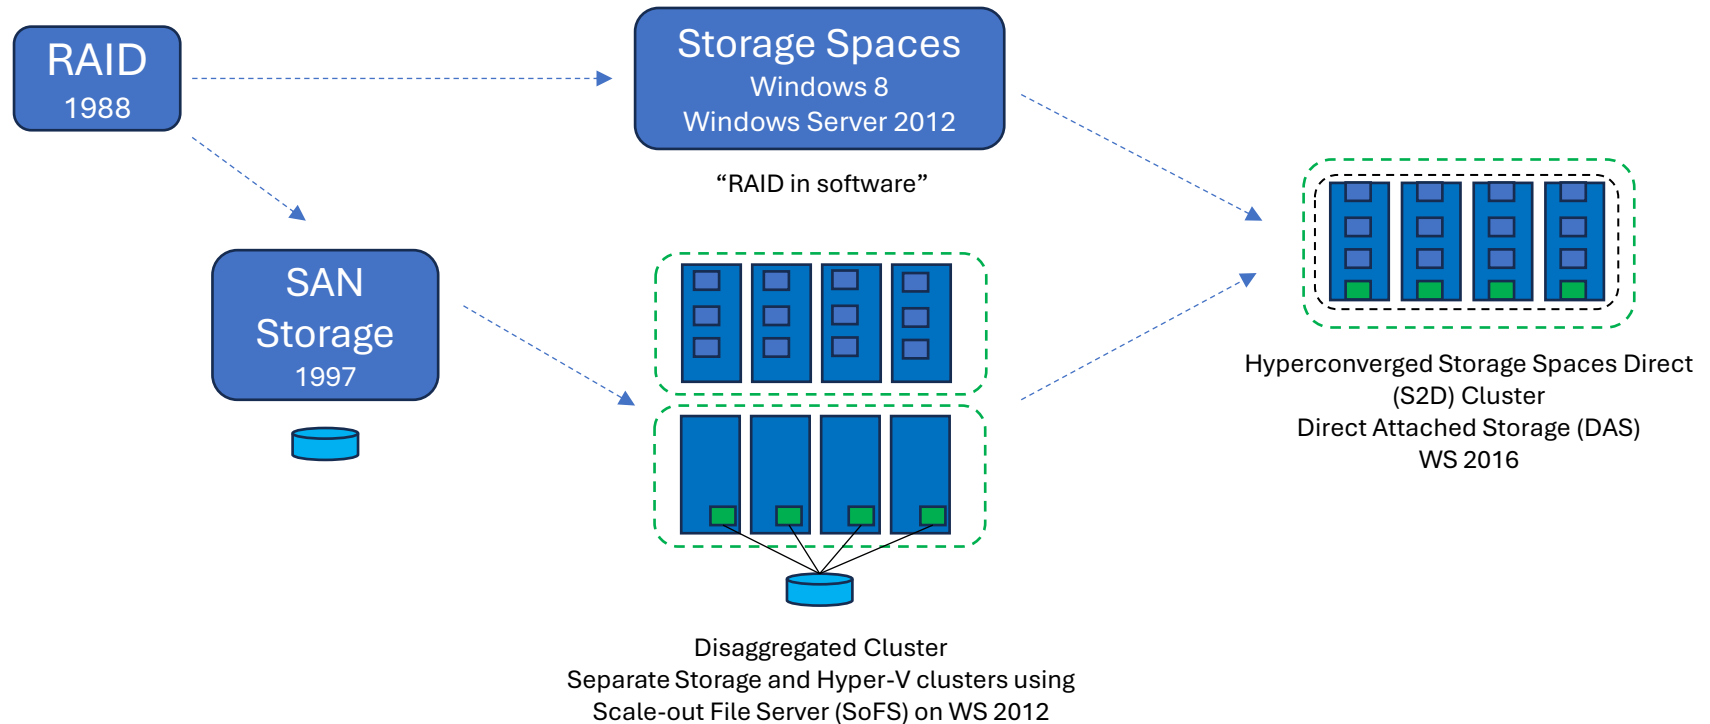 RAID
1988
Storage Spaces
Windows 8
Windows Server 2012
“RAID in software”
SAN
Storage
1997
Hyperconverged Storage Spaces Direct
(S2D) Cluster
Direct Attached Storage (DAS)
WS 2016
Disaggregated Cluster
Separate Storage and Hyper-V clusters using
Scale-out File Server (SoFS) on WS 2012